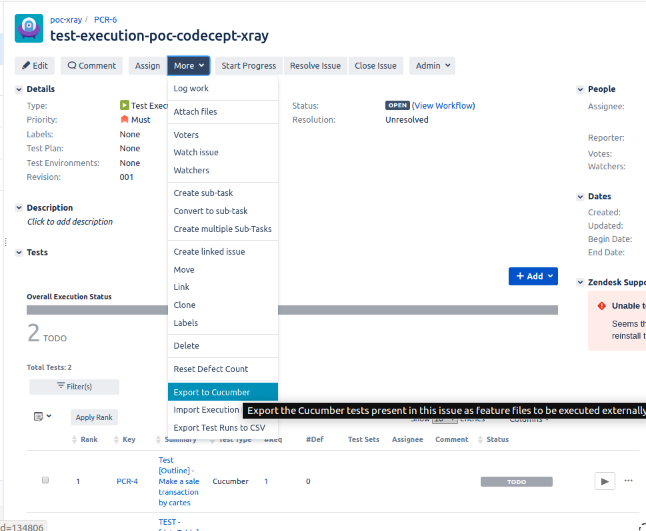 poc-xray / PCR-6
test-execution-poc-codecept-xray
Edit Comment Assign More Start Progress Resolve Issue Close Issue Admin
Details
Type: Test Exec
Priority: Must
Labels: None
Test Plan: None
Test Environments: None
Revision: 001
Status: OPEN (View Workflow)
Resolution: Unresolved
Description
Click to add description
Tests
Log work
Attach files
Voters
Watch issue
Watchers
Create sub-task
Convert to sub-task
Create multiple Sub-Tasks
Create linked issue
Move
Link
Clone
Labels
Delete
Reset Defect Count
Export to Cucumber
Import Execution
Export Test Runs to CSV
Export the Cucumber tests present in this issue as feature files to be executed externally
People
Assignee:
Reporter:
Votes:
Watchers:
Dates
Created:
Updated:
Begin Date:
End Date:
Zendesk Suppo
Unable t
Seems th
reinstall t
+ Add
Overall Execution Status
2 TODO
Total Tests: 2
Filter(s)
Apply Rank
Show 10 entries Columns
Rank Key Summary Test Type #Req #Def Test Sets Assignee Comment Status
1 PCR-4 Test
[Outline] -
Make a sale
transaction
by cartes
Cucumber 1 0 TODO
TEST -
d=134806